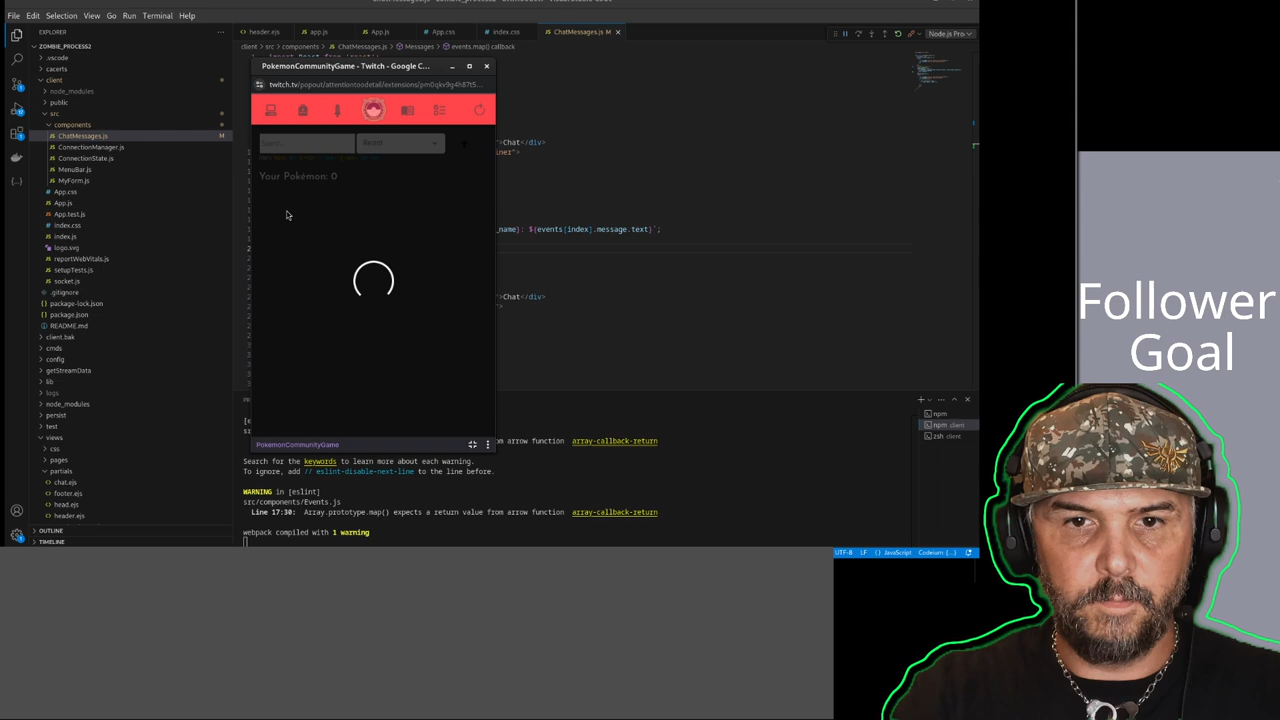 File Edit Selection View Go Run Terminal Help
EXPLORER
ZOMBIE_PROCESS2
.vscode
cacerts
client
node_modules
public
src
components
ChatMessages.js M
ConnectionManager.js
ConnectionState.js
MenuBar.js
MyForm.js
App.css
App.js
App.test.js
index.css
index.js
logo.svg
reportWebVitals.js
setupTests.js
socket.js
.gitignore
package-lock.json
package.json
README.md
client.bak
cmds
config
getStreamData
lib
logs
node_modules
persist
test
views
css
pages
partials
chat.ejs
footer.ejs
head.ejs
header.ejs
OUTLINE
TIMELINE
header.ejs app.js App.js App.css index.css ChatMessages.js M
Node.js Pro
client > src > components > ChatMessages.js > Messages > events.map() callback
PokemonCommunityGame - Twitch - Google C...
Your Pokémon: 0
PokemonCommunityGame
>Chat</div>
iner">
_name}: ${events[index].message.text}`;
>Chat</div>
">
om arrow function array-callback-return
Search for the keywords to learn more about each warning.
To ignore, add // eslint-disable-next-line to the line before.
WARNING in [eslint]
src/components/Events.js
Line 17:30: Array.prototype.map() expects a return value from arrow function array-callback-return
webpack compiled with 1 warning
npm
npm client
zsh client
UTF-8 LF {} JavaScript Codeium: {...}
Follower
Goal